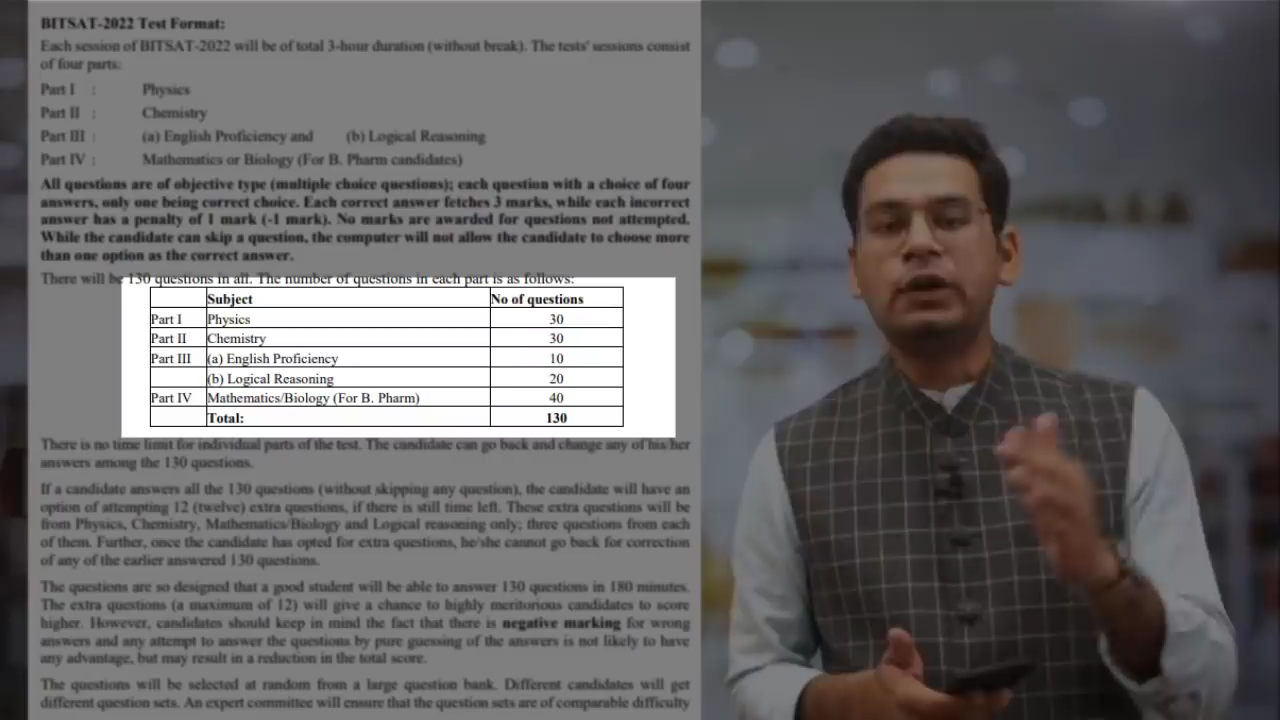 BITSAT-2022 Test Format:
Each session of BITSAT-2022 will be of total 3-hour duration (without break). The tests' sessions consist
of four parts:
Part I : Physics
Part II : Chemistry
Part III : (a) English Proficiency and (b) Logical Reasoning
Part IV : Mathematics or Biology (For B. Pharm candidates)
All questions are of objective type (multiple choice questions); each question with a choice of four
answers, only one being correct choice. Each correct answer fetches 3 marks, while each incorrect
answer has a penalty of 1 mark (-1 mark). No marks are awarded for questions not attempted.
While the candidate can skip a question, the computer will not allow the candidate to choose more
than one option as the correct answer.
There will be 130 questions in all. The number of questions in each part is as follows:
Subject No of questions
Part I Physics 30
Part II Chemistry 30
Part III (a) English Proficiency 10
(b) Logical Reasoning 20
Part IV Mathematics/Biology (For B. Pharm) 40
Total: 130
There is no time limit for individual parts of the test. The candidate can go back and change any of his/her
answers among the 130 questions.
If a candidate answers all the 130 questions (without skipping any question), the candidate will have an
option of attempting 12 (twelve) extra questions, if there is still time left. These extra questions will be
from Physics, Chemistry, Mathematics/Biology and Logical reasoning only; three questions from each
of them. Further, once the candidate has opted for extra questions, he/she cannot go back for correction
of any of the earlier answered 130 questions.
The questions are so designed that a good student will be able to answer 130 questions in 180 minutes.
The extra questions (a maximum of 12) will give a chance to highly meritorious candidates to score
higher. However, candidates should keep in mind the fact that there is negative marking for wrong
answers and any attempt to answer the questions by pure guessing of the answers is not likely to have
any advantage, but may result in a reduction in the total score.
The questions will be selected at random from a large question bank. Different candidates will get
different question sets. An expert committee will ensure that the question sets are of comparable difficulty